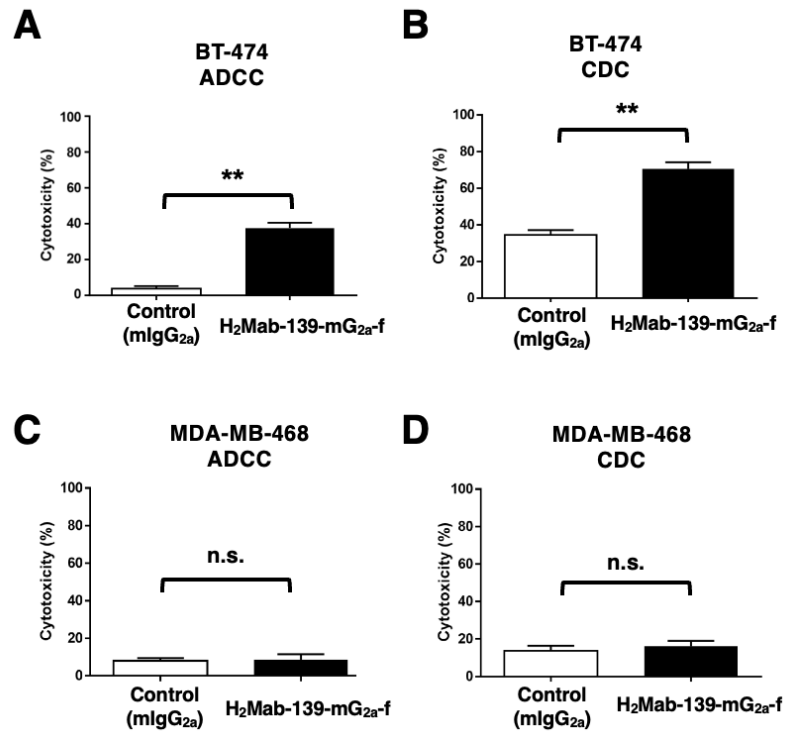 A
BT-474
ADCC
Cytotoxicity (%)
100
80
60
40
20
0
**
Control
(mIgG2a)
H2Mab-139-mG2a-f
B
BT-474
CDC
Cytotoxicity (%)
100
80
60
40
20
0
**
Control
(mIgG2a)
H2Mab-139-mG2a-f
C
MDA-MB-468
ADCC
Cytotoxicity (%)
100
80
60
40
20
0
n.s.
Control
(mIgG2a)
H2Mab-139-mG2a-f
D
MDA-MB-468
CDC
Cytotoxicity (%)
100
80
60
40
20
0
n.s.
Control
(mIgG2a)
H2Mab-139-mG2a-f